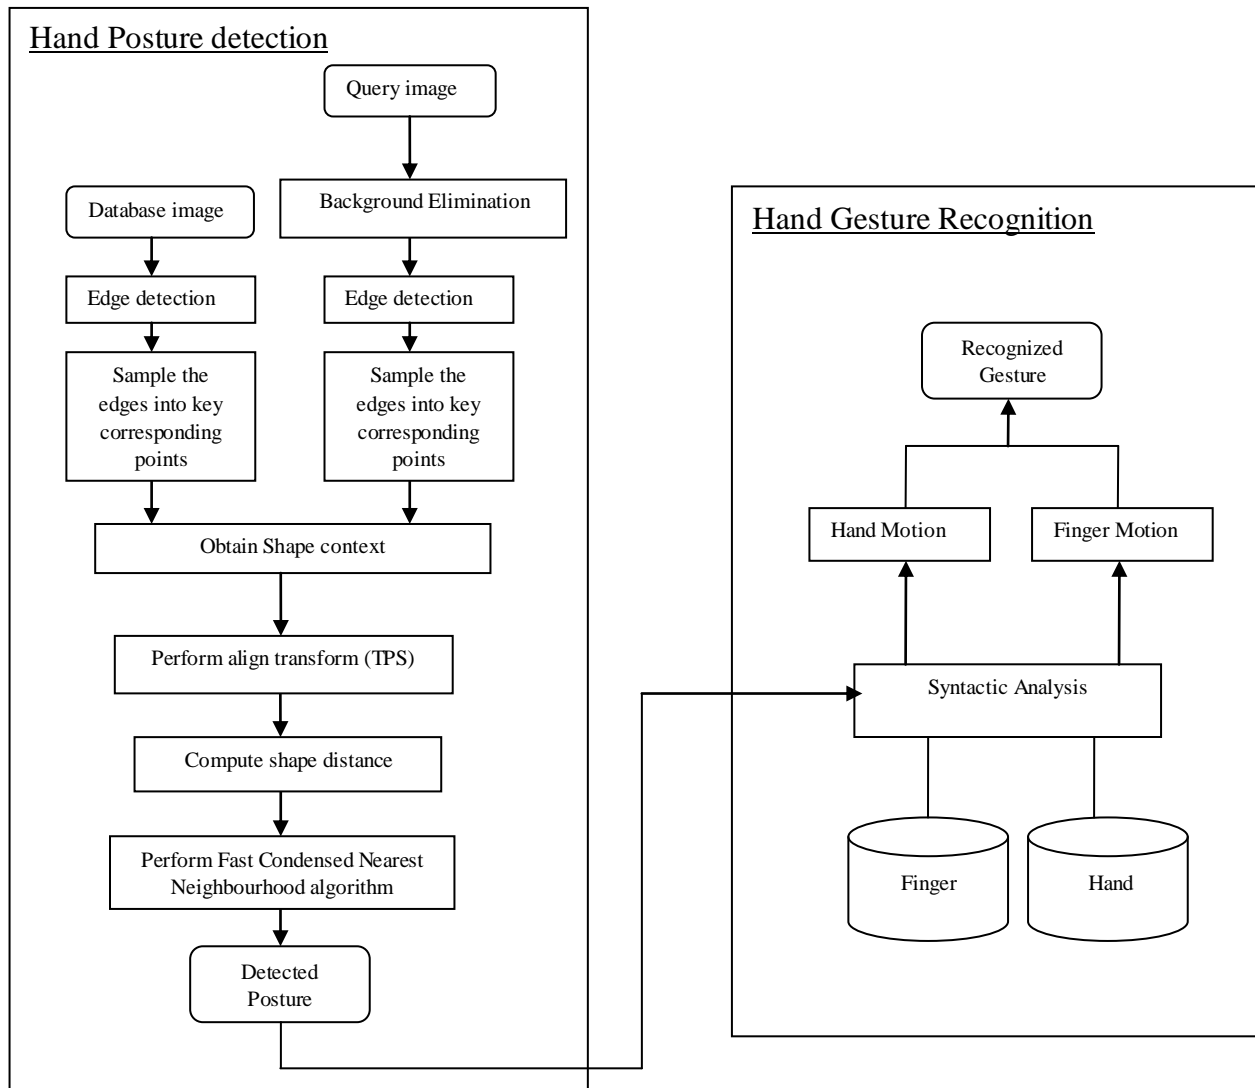 Hand Posture detection
Query image
Background Elimination
Database image
Edge detection
Edge detection
Sample the
edges into key
corresponding
points
Sample the
edges into key
corresponding
points
Obtain Shape context
Perform align transform (TPS)
Compute shape distance
Perform Fast Condensed Nearest
Neighbourhood algorithm
Detected
Posture
Hand Gesture Recognition
Recognized
Gesture
Hand Motion
Finger Motion
Syntactic Analysis
Finger
Hand